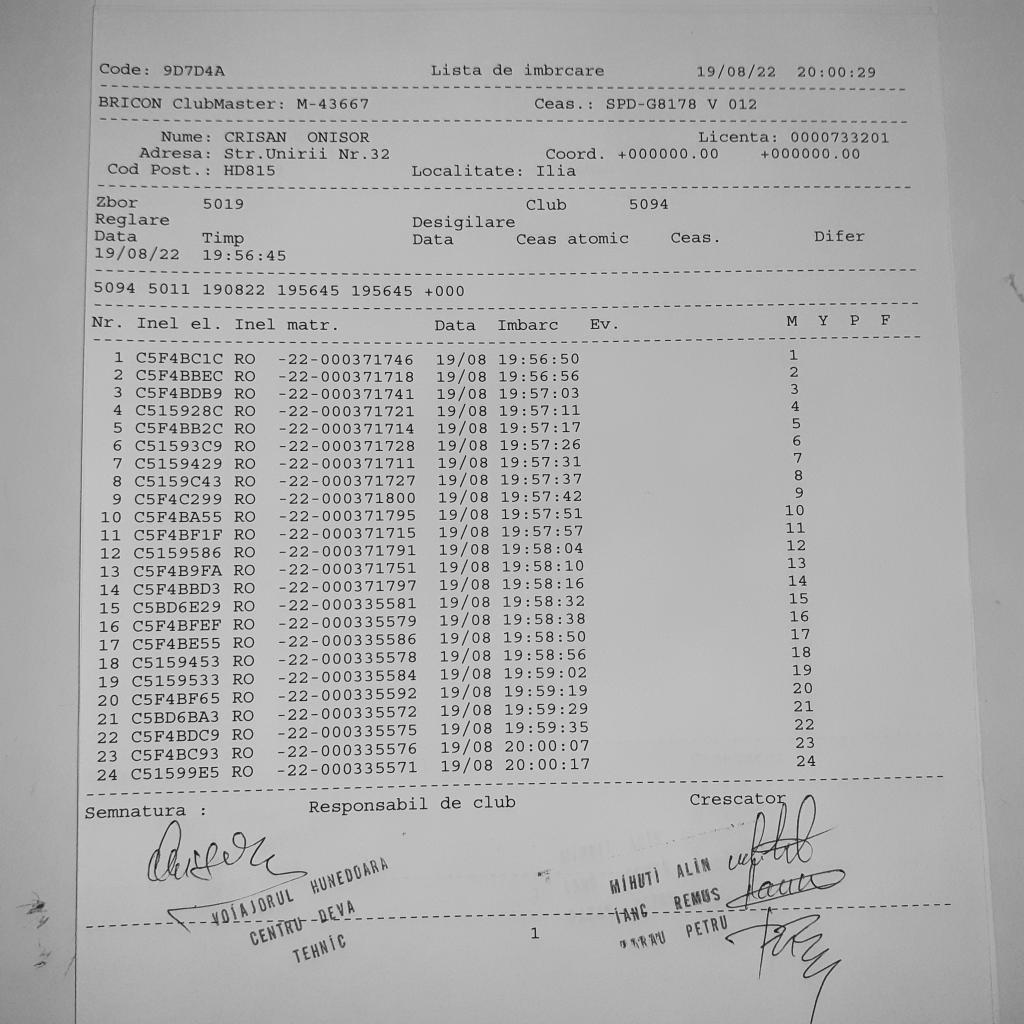 Code: 9D7D4A Lista de imbrcare 19/08/22 20:00:29
BRICON ClubMaster: M-43667 Ceas.: SPD-G8178 V 012
Nume: CRISAN ONISOR Licenta: 0000733201
Adresa: Str.Unirii Nr.32 Coord. +000000.00 +000000.00
Cod Post.: HD815 Localitate: Ilia
Zbor 5019 Club 5094
Reglare Desigilare
Data Timp Data Ceas atomic Ceas. Difer
19/08/22 19:56:45
5094 5011 190822 195645 195645 +000
Nr. Inel el. Inel matr. Data Imbarc Ev. M Y P F
1 C5F4BC1C RO -22-000371746 19/08 19:56:50 1
2 C5F4BBEC RO -22-000371718 19/08 19:56:56 2
3 C5F4BDB9 RO -22-000371741 19/08 19:57:03 3
4 C515928C RO -22-000371721 19/08 19:57:11 4
5 C5F4BB2C RO -22-000371714 19/08 19:57:17 5
6 C51593C9 RO -22-000371728 19/08 19:57:26 6
7 C5159429 RO -22-000371711 19/08 19:57:31 7
8 C5159C43 RO -22-000371727 19/08 19:57:37 8
9 C5F4C299 RO -22-000371800 19/08 19:57:42 9
10 C5F4BA55 RO -22-000371795 19/08 19:57:51 10
11 C5F4BF1F RO -22-000371715 19/08 19:57:57 11
12 C5159586 RO -22-000371791 19/08 19:58:04 12
13 C5F4B9FA RO -22-000371751 19/08 19:58:10 13
14 C5F4BBD3 RO -22-000371797 19/08 19:58:16 14
15 C5BD6E29 RO -22-000335581 19/08 19:58:32 15
16 C5F4BFEF RO -22-000335579 19/08 19:58:38 16
17 C5F4BE55 RO -22-000335586 19/08 19:58:50 17
18 C5159453 RO -22-000335578 19/08 19:58:56 18
19 C5159533 RO -22-000335584 19/08 19:59:02 19
20 C5F4BF65 RO -22-000335592 19/08 19:59:19 20
21 C5BD6BA3 RO -22-000335572 19/08 19:59:29 21
22 C5F4BDC9 RO -22-000335575 19/08 19:59:35 22
23 C5F4BC93 RO -22-000335576 19/08 20:00:07 23
24 C51599E5 RO -22-000335571 19/08 20:00:17 24
Semnatura : Responsabil de club Crescator
VOIAJORUL HUNEDOARA
CENTRU DEVA
TEHNIC
MIHUTI ALIN
IANC REMUS
PETRU
1